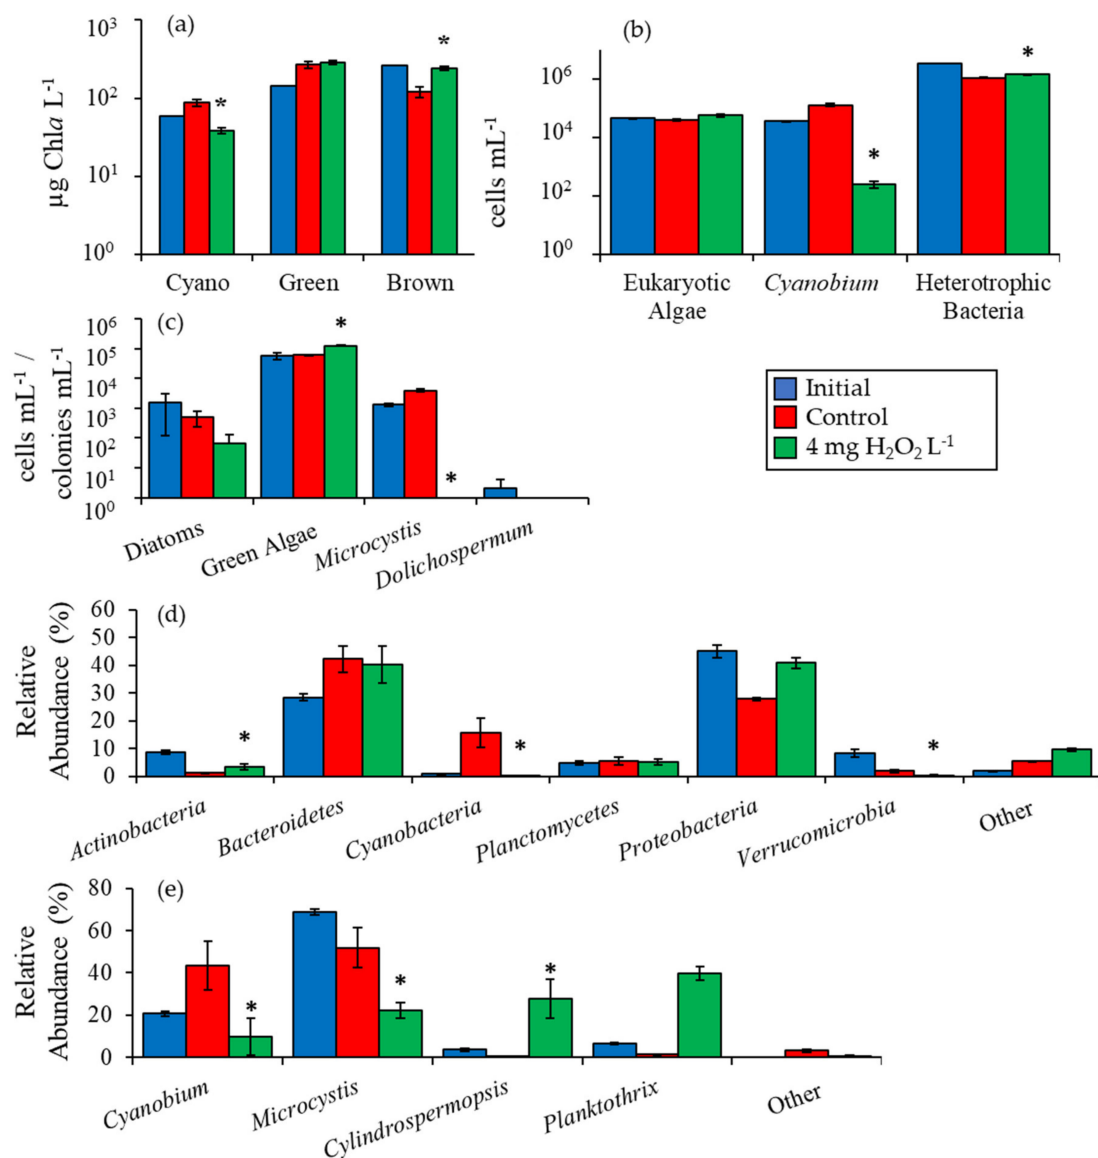 (a)
µg Chla L⁻¹
10³
10²
10¹
10⁰
*
*
Cyano Green Brown
(b)
cells mL⁻¹
10⁶
10⁴
10²
10⁰
*
*
Eukaryotic Algae
Cyanobium
Heterotrophic Bacteria
(c)
cells mL⁻¹ /
colonies mL⁻¹
10⁶
10⁵
10⁴
10³
10²
10¹
10⁰
*
*
Diatoms
Green Algae
Microcystis
Dolichospermum
Initial
Control
4 mg H₂O₂ L⁻¹
(d)
Relative
Abundance (%)
60
50
40
30
20
10
0
*
*
*
Actinobacteria
Bacteroidetes
Cyanobacteria
Planctomycetes
Proteobacteria
Verrucomicrobia
Other
(e)
Relative
Abundance (%)
80
60
40
20
0
*
*
*
Cyanobium
Microcystis
Cylindrospermopsis
Planktothrix
Other